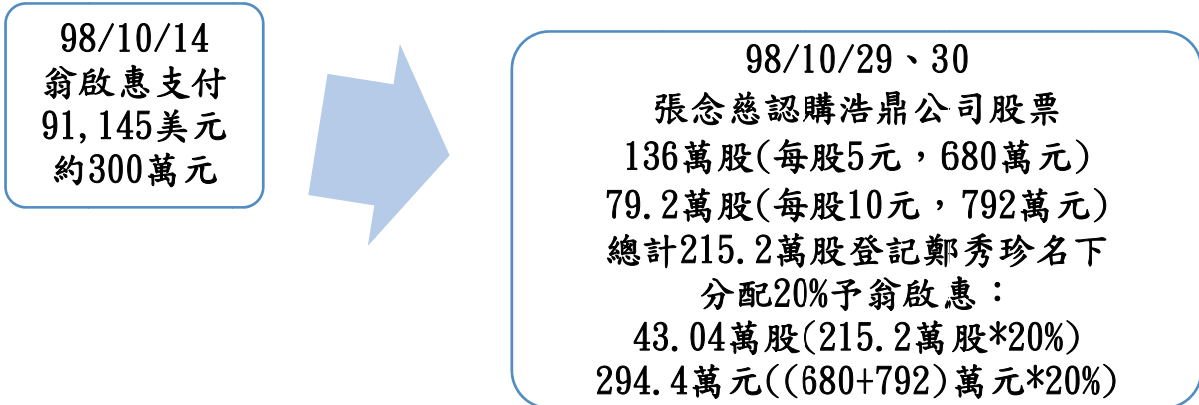 98/10/14
翁啟惠支付
91,145美元
約300萬元
98/10/29、30
張念慈認購浩鼎公司股票
136萬股(每股5元，680萬元)
79.2萬股(每股10元，792萬元)
總計215.2萬股登記鄭秀珍名下
分配20%予翁啟惠：
43.04萬股(215.2萬股*20%)
294.4萬元((680+792)萬元*20%)